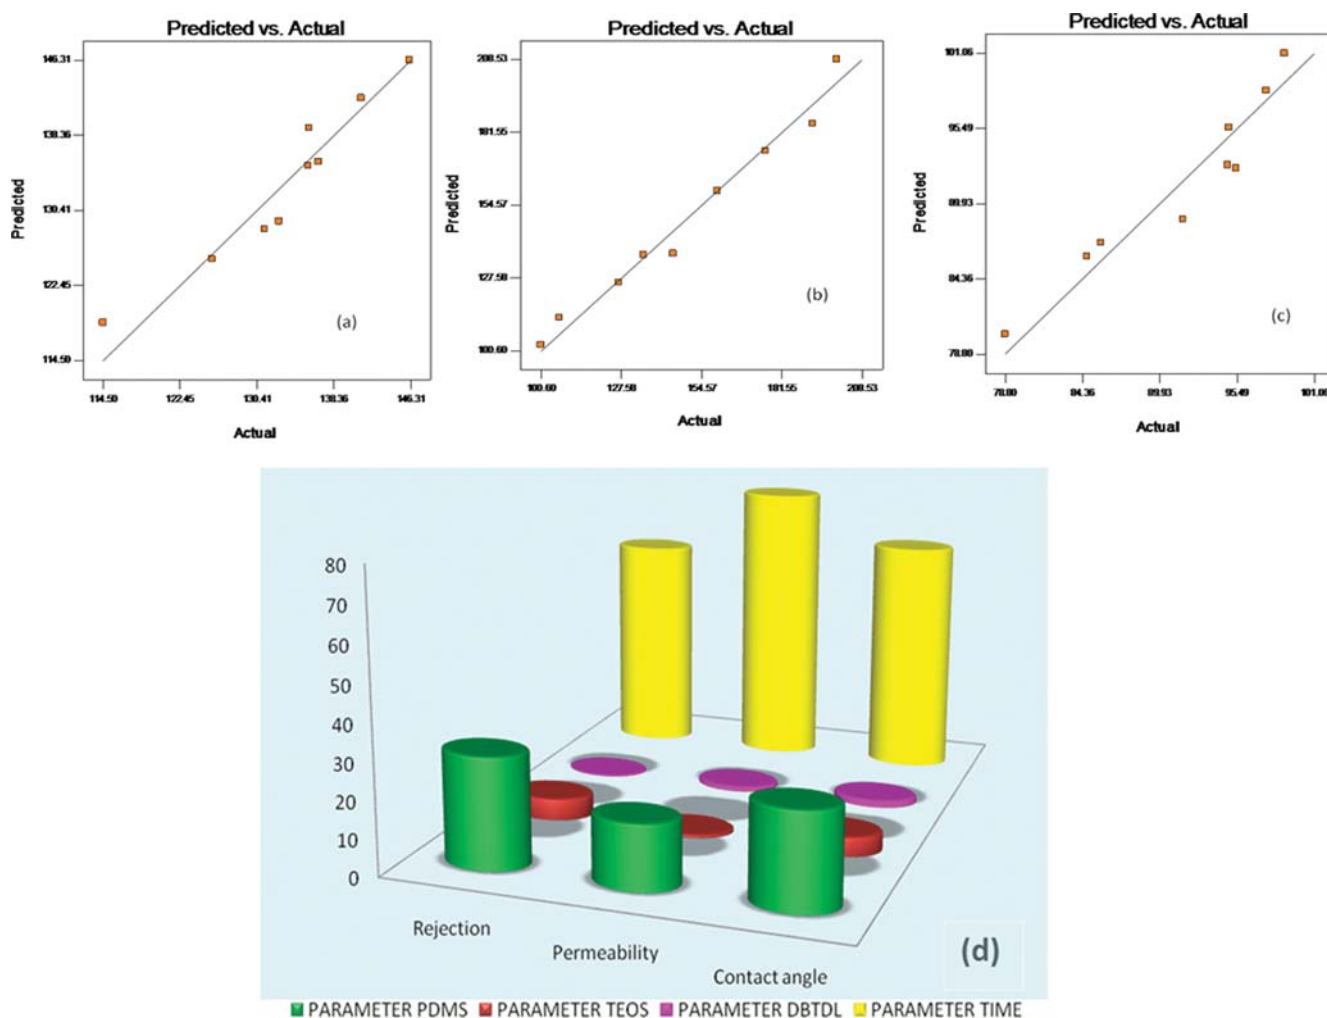 Predicted vs. Actual
146.31
138.36
130.41
122.45
114.50
Predicted
114.50 122.45 130.41 138.36 146.31
Actual
(a)
Predicted vs. Actual
208.53
181.55
154.57
127.58
100.60
Predicted
100.60 127.58 154.57 181.55 208.53
Actual
(b)
Predicted vs. Actual
101.06
95.49
89.93
84.36
78.80
Predicted
78.80 84.36 89.93 95.49 101.06
Actual
(c)
80
70
60
50
40
30
20
10
0
Rejection
Permeability
Contact angle
(d)
PARAMETER PDMS PARAMETER TEOS PARAMETER DBTDL PARAMETER TIME